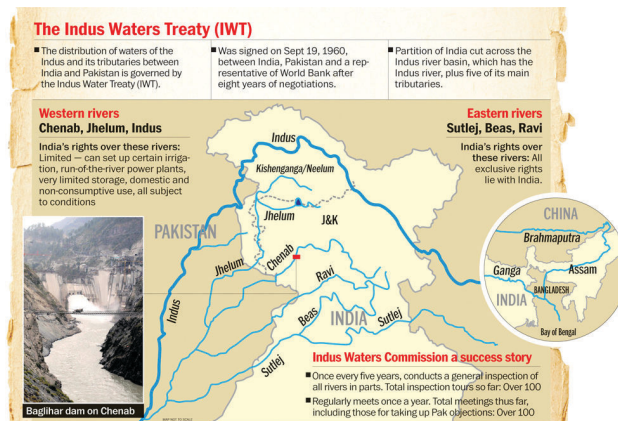 The Indus Waters Treaty (IWT)
■ The distribution of waters of the
Indus and its tributaries between
India and Pakistan is governed by
the Indus Water Treaty (IWT).
■ Was signed on Sept 19, 1960,
between India, Pakistan and a rep-
resentative of World Bank after
eight years of negotiations.
■ Partition of India cut across the
Indus river basin, which has the
Indus river, plus five of its main
tributaries.
Western rivers
Chenab, Jhelum, Indus
India's rights over these rivers:
Limited — can set up certain irriga-
tion, run-of-the-river power plants,
very limited storage, domestic and
non-consumptive use, all subject
to conditions
Eastern rivers
Sutlej, Beas, Ravi
India's rights over
these rivers: All
exclusive rights
lie with India.
Indus
Kishenganga/Neelum
Jhelum
J&K
PAKISTAN
Jhelum
Chenab
Indus
Ravi
Beas
INDIA
Sutlej
Sutlej
CHINA
Brahmaputra
Ganga
Assam
BANGLADESH
INDIA
Bay of Bengal
Baglihar dam on Chenab
MAP NOT TO SCALE
Indus Waters Commission a success story
■ Once every five years, conducts a general inspection of
all rivers in parts. Total inspection tours so far: Over 100
■ Regularly meets once a year. Total meetings thus far,
including those for taking up Pak objections: Over 100